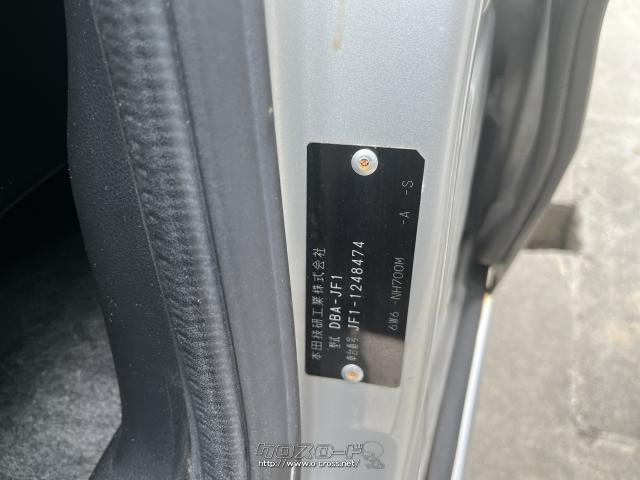 本田技研工業株式会社
型式 DBA-JF1
車台番号 JF1-1248474
6W6 -NH700M -A -S
クロスロード
http://www.o-cross.net/